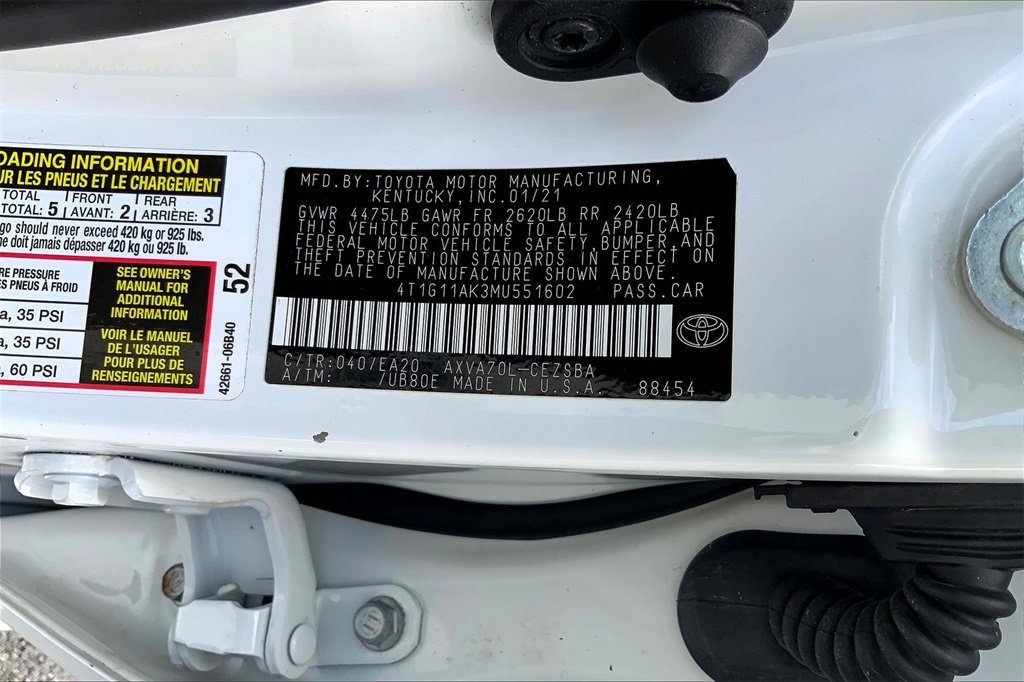 OADING INFORMATION
UR LES PNEUS ET LE CHARGEMENT
TOTAL FRONT REAR
TOTAL: 5 AVANT: 2 ARRIÈRE: 3
go should never exceed 420 kg or 925 lbs.
ne doit jamais dépasser 420 kg ou 925 lb.
RE PRESSURE
ES PNEUS À FROID
a, 35 PSI
a, 35 PSI
a, 60 PSI
SEE OWNER'S
MANUAL FOR
ADDITIONAL
INFORMATION
VOIR LE MANUEL
DE L'USAGER
POUR PLUS DE
RENSEIGNEMENTS
52
42661-06B40
MFD.BY:TOYOTA MOTOR MANUFACTURING,
KENTUCKY,INC.01/21
GVWR 4475LB GAWR FR 2620LB RR 2420LB
THIS VEHICLE CONFORMS TO ALL APPLICABLE
FEDERAL MOTOR VEHICLE SAFETY,BUMPER,AND
THEFT PREVENTION STANDARDS IN EFFECT ON
THE DATE OF MANUFACTURE SHOWN ABOVE.
4T1G11AK3MU551602 PASS.CAR
C/TR:040/EA20 AXVA70L-CEZSBA
A/TM: /UB80E MADE IN U.S.A. 88454